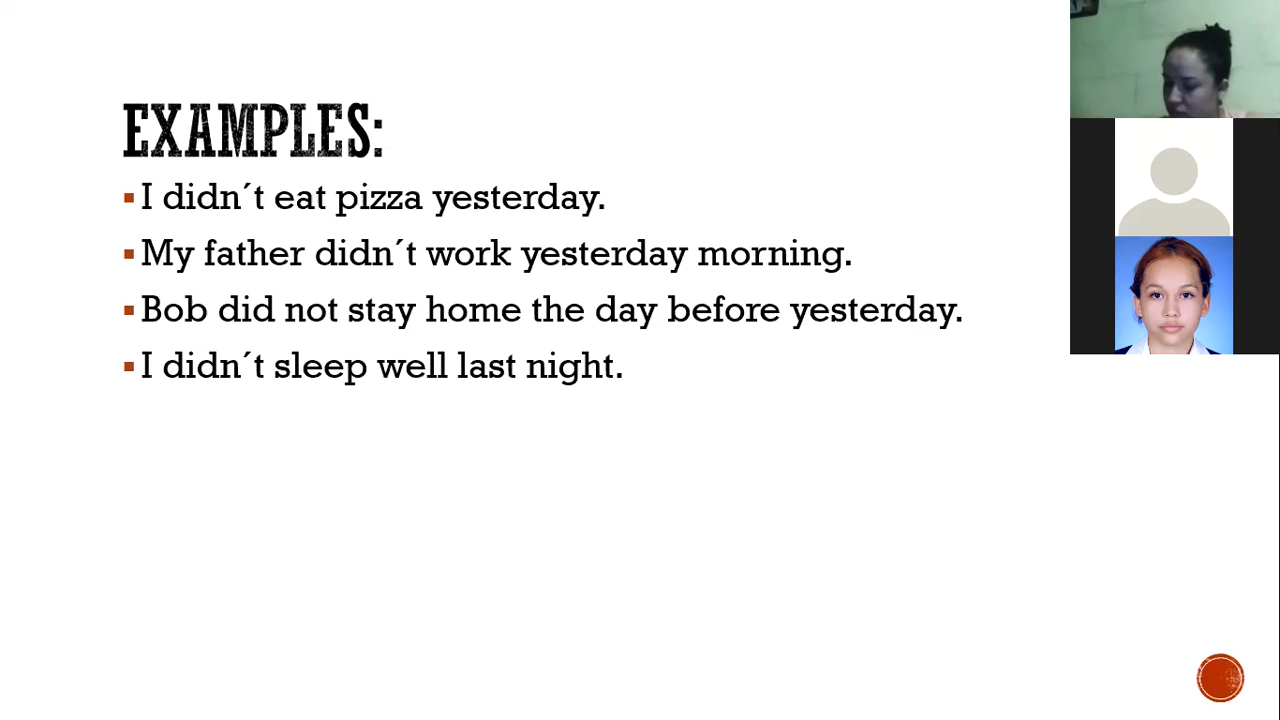 EXAMPLES:
▪I didn´t eat pizza yesterday.
▪My father didn´t work yesterday morning.
▪Bob did not stay home the day before yesterday.
▪I didn´t sleep well last night.